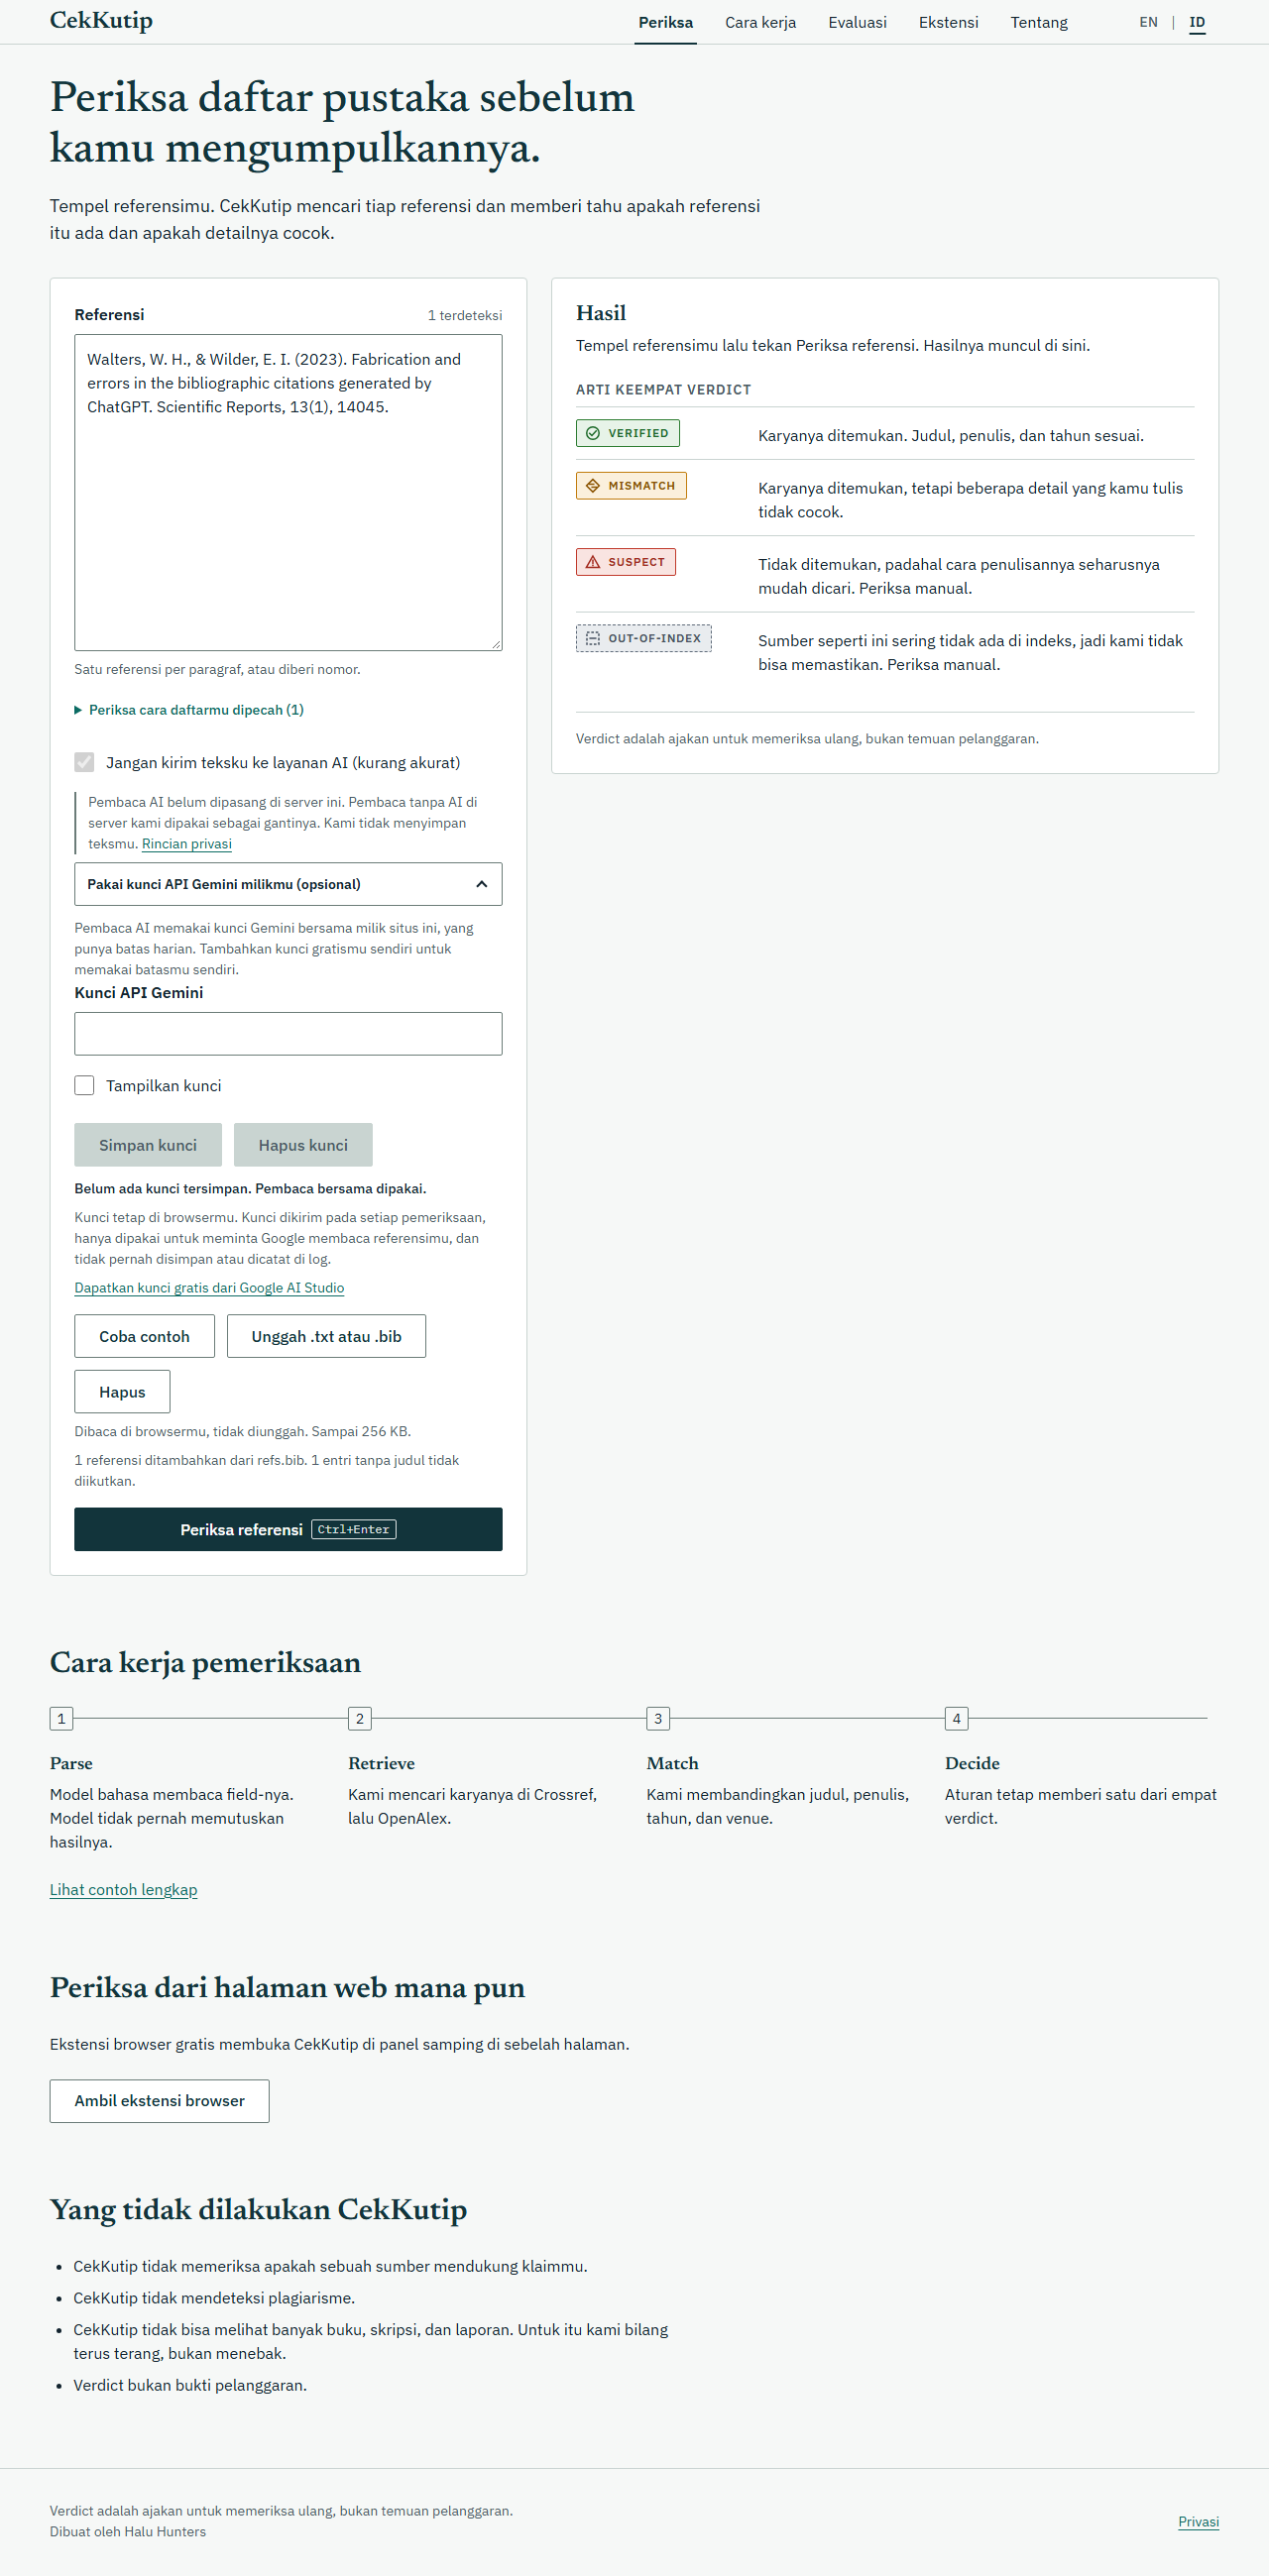 CekKutip
Periksa
Cara kerja
Evaluasi
Ekstensi
Tentang
EN | ID
Periksa daftar pustaka sebelum
kamu mengumpulkannya.
Tempel referensimu. CekKutip mencari tiap referensi dan memberi tahu apakah referensi
itu ada dan apakah detailnya cocok.
Referensi
1 terdeteksi
Walters, W. H., & Wilder, E. I. (2023). Fabrication and
errors in the bibliographic citations generated by
ChatGPT. Scientific Reports, 13(1), 14045.
Satu referensi per paragraf, atau diberi nomor.
Periksa cara daftarmu dipecah (1)
Jangan kirim teksku ke layanan AI (kurang akurat)
Pembaca AI belum dipasang di server ini. Pembaca tanpa AI di
server kami dipakai sebagai gantinya. Kami tidak menyimpan
teksmu. Rincian privasi
Pakai kunci API Gemini milikmu (opsional)
Pembaca AI memakai kunci Gemini bersama milik situs ini, yang
punya batas harian. Tambahkan kunci gratismu sendiri untuk
memakai batasmu sendiri.
Kunci API Gemini
Tampilkan kunci
Simpan kunci
Hapus kunci
Belum ada kunci tersimpan. Pembaca bersama dipakai.
Kunci tetap di browsermu. Kunci dikirim pada setiap pemeriksaan,
hanya dipakai untuk meminta Google membaca referensimu, dan
tidak pernah disimpan atau dicatat di log.
Dapatkan kunci gratis dari Google AI Studio
Coba contoh
Unggah .txt atau .bib
Hapus
Dibaca di browsermu, tidak diunggah. Sampai 256 KB.
1 referensi ditambahkan dari refs.bib. 1 entri tanpa judul tidak
diikutkan.
Periksa referensi Ctrl+Enter
Hasil
Tempel referensimu lalu tekan Periksa referensi. Hasilnya muncul di sini.
ARTI KEEMPAT VERDICT
VERIFIED
Karyanya ditemukan. Judul, penulis, dan tahun sesuai.
MISMATCH
Karyanya ditemukan, tetapi beberapa detail yang kamu tulis
tidak cocok.
SUSPECT
Tidak ditemukan, padahal cara penulisannya seharusnya
mudah dicari. Periksa manual.
OUT-OF-INDEX
Sumber seperti ini sering tidak ada di indeks, jadi kami tidak
bisa memastikan. Periksa manual.
Verdict adalah ajakan untuk memeriksa ulang, bukan temuan pelanggaran.
Cara kerja pemeriksaan
1
Parse
Model bahasa membaca field-nya.
Model tidak pernah memutuskan
hasilnya.
2
Retrieve
Kami mencari karyanya di Crossref,
lalu OpenAlex.
3
Match
Kami membandingkan judul, penulis,
tahun, dan venue.
4
Decide
Aturan tetap memberi satu dari empat
verdict.
Lihat contoh lengkap
Periksa dari halaman web mana pun
Ekstensi browser gratis membuka CekKutip di panel samping di sebelah halaman.
Ambil ekstensi browser
Yang tidak dilakukan CekKutip
• CekKutip tidak memeriksa apakah sebuah sumber mendukung klaimmu.
• CekKutip tidak mendeteksi plagiarisme.
• CekKutip tidak bisa melihat banyak buku, skripsi, dan laporan. Untuk itu kami bilang
terus terang, bukan menebak.
• Verdict bukan bukti pelanggaran.
Verdict adalah ajakan untuk memeriksa ulang, bukan temuan pelanggaran.
Dibuat oleh Halu Hunters
Privasi